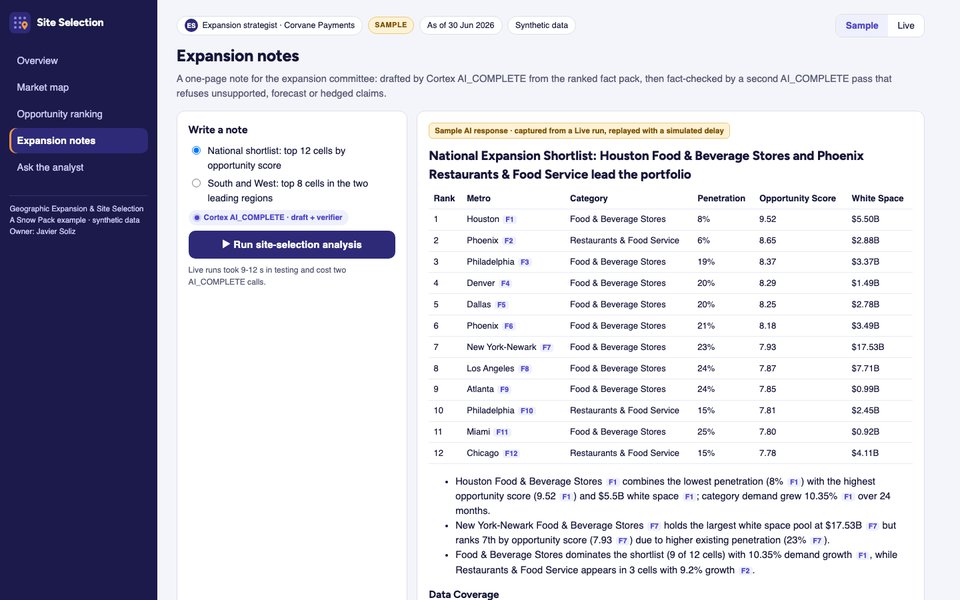 Site Selection
Overview
Market map
Opportunity ranking
Expansion notes
Ask the analyst
Geographic Expansion & Site Selection
A Snow Pack example · synthetic data
Owner: Javier Soliz
ES Expansion strategist · Corvane Payments SAMPLE As of 30 Jun 2026 Synthetic data Sample Live
Expansion notes
A one-page note for the expansion committee: drafted by Cortex AI_COMPLETE from the ranked fact pack, then fact-checked by a second AI_COMPLETE pass that
refuses unsupported, forecast or hedged claims.
Write a note
National shortlist: top 12 cells by
opportunity score
South and West: top 8 cells in the two
leading regions
Cortex AI_COMPLETE · draft + verifier
▶ Run site-selection analysis
Live runs took 9-12 s in testing and cost two
AI_COMPLETE calls.
Sample AI response · captured from a Live run, replayed with a simulated delay
National Expansion Shortlist: Houston Food & Beverage Stores and Phoenix
Restaurants & Food Service lead the portfolio
Rank Metro Category Penetration Opportunity Score White Space
1 Houston F1 Food & Beverage Stores 8% 9.52 $5.50B
2 Phoenix F2 Restaurants & Food Service 6% 8.65 $2.88B
3 Philadelphia F3 Food & Beverage Stores 19% 8.37 $3.37B
4 Denver F4 Food & Beverage Stores 20% 8.29 $1.49B
5 Dallas F5 Food & Beverage Stores 20% 8.25 $2.78B
6 Phoenix F6 Food & Beverage Stores 21% 8.18 $3.49B
7 New York-Newark F7 Food & Beverage Stores 23% 7.93 $17.53B
8 Los Angeles F8 Food & Beverage Stores 24% 7.87 $7.71B
9 Atlanta F9 Food & Beverage Stores 24% 7.85 $0.99B
10 Philadelphia F10 Restaurants & Food Service 15% 7.81 $2.45B
11 Miami F11 Food & Beverage Stores 25% 7.80 $0.92B
12 Chicago F12 Restaurants & Food Service 15% 7.78 $4.11B
• Houston Food & Beverage Stores F1 combines the lowest penetration (8% F1 ) with the highest
opportunity score (9.52 F1 ) and $5.5B white space F1 ; category demand grew 10.35% F1 over 24
months.
• New York-Newark Food & Beverage Stores F7 holds the largest white space pool at $17.53B F7 but
ranks 7th by opportunity score (7.93 F7 ) due to higher existing penetration (23% F7 ).
• Food & Beverage Stores dominates the shortlist (9 of 12 cells) with 10.35% demand growth F1 , while
Restaurants & Food Service appears in 3 cells with 9.2% growth F2 .
Data Coverage